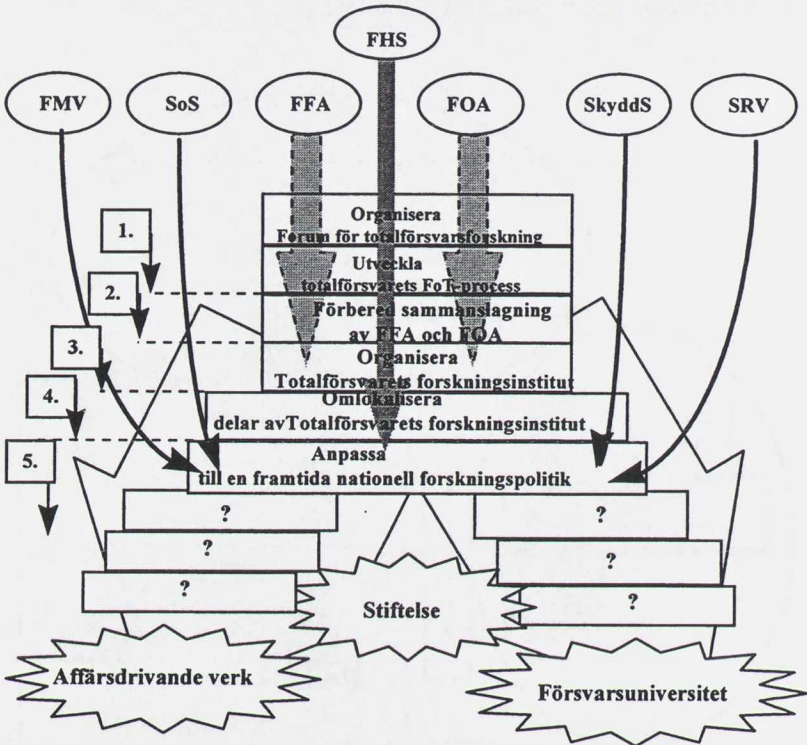 FHS
FMV
SoS
FFA
FOA
SkyddS
SRV
Organisera
Forum för totalförsvarsforskning
1.
Utveckla
totalförsvarets FoT-process
2.
Förbered sammanslagning
av FFA och FOA
3.
Organisera
Totalförsvarets forskningsinstitut
4.
Omlokalisera
delar avTotalförsvarets forskningsinstitut
5.
Anpassa
till en framtida nationell forskningspolitik
?
?
?
?
?
?
Stiftelse
Affärsdrivande verk
Försvarsuniversitet